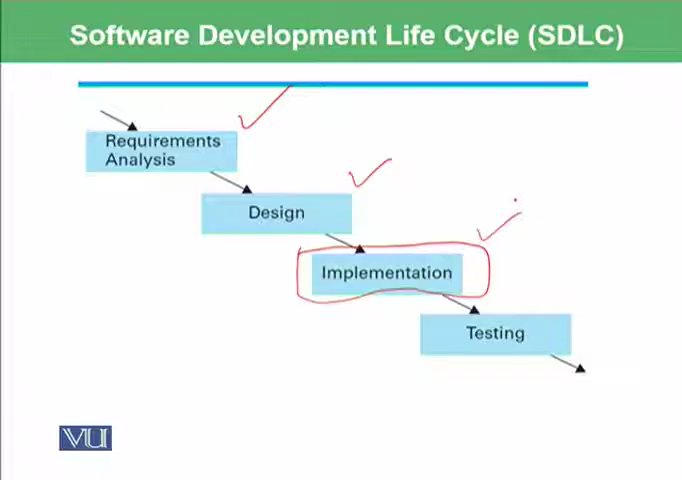 Software Development Life Cycle (SDLC)
Requirements
Analysis
Design
Implementation
Testing
VU